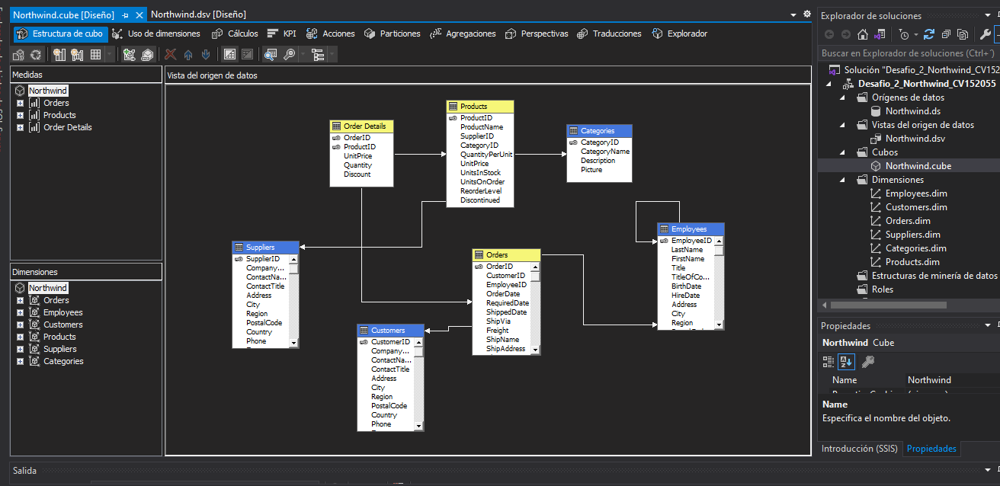 Northwind.cube [Diseño]
Northwind.dsv [Diseño]
Estructura de cubo
Uso de dimensiones
Cálculos
KPI
Acciones
Particiones
Agregaciones
Perspectivas
Traducciones
Explorador
Medidas
Northwind
Orders
Products
Order Details
Dimensiones
Northwind
Orders
Employees
Customers
Products
Suppliers
Categories
Vista del origen de datos
Order Details
OrderID
ProductID
UnitPrice
Quantity
Discount
Products
ProductID
ProductName
SupplierID
CategoryID
QuantityPerUnit
UnitPrice
UnitsInStock
UnitsOnOrder
ReorderLevel
Discontinued
Categories
CategoryID
CategoryName
Description
Picture
Suppliers
SupplierID
Company...
ContactNa...
ContactTitle
Address
City
Region
PostalCode
Country
Phone
Orders
OrderID
CustomerID
EmployeeID
OrderDate
RequiredDate
ShippedDate
ShipVia
Freight
ShipName
ShipAddress
Employees
EmployeeID
LastName
FirstName
Title
TitleOfCo...
BirthDate
HireDate
Address
City
Region
Customers
CustomerID
Company...
ContactNa...
ContactTitle
Address
City
Region
PostalCode
Country
Phone
Explorador de soluciones
Buscar en Explorador de soluciones (Ctrl+´)
Solución "Desafio_2_Northwind_CV152
Desafio_2_Northwind_CV152055
Orígenes de datos
Northwind.ds
Vistas del origen de datos
Northwind.dsv
Cubos
Northwind.cube
Dimensiones
Employees.dim
Customers.dim
Orders.dim
Suppliers.dim
Categories.dim
Products.dim
Estructuras de minería de datos
Roles
Propiedades
Northwind Cube
Name Northwind
Name
Especifica el nombre del objeto.
Introducción (SSIS)
Propiedades
Salida